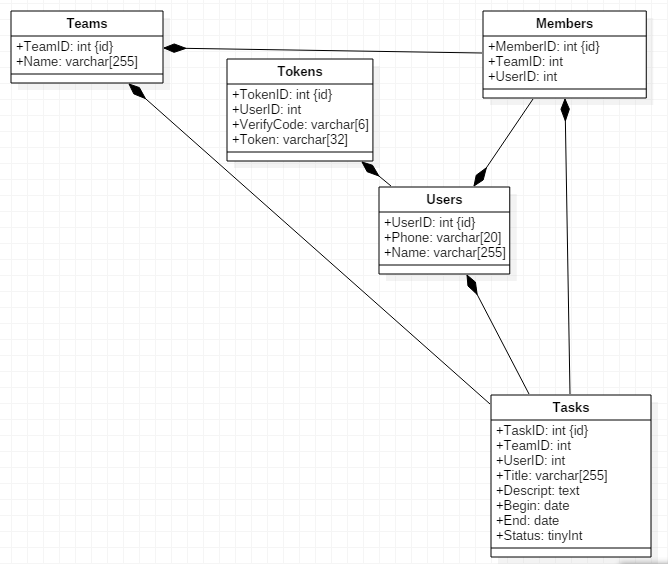 Teams
+TeamID: int {id}
+Name: varchar[255]
Members
+MemberID: int {id}
+TeamID: int
+UserID: int
Tokens
+TokenID: int {id}
+UserID: int
+VerifyCode: varchar[6]
+Token: varchar[32]
Users
+UserID: int {id}
+Phone: varchar[20]
+Name: varchar[255]
Tasks
+TaskID: int {id}
+TeamID: int
+UserID: int
+Title: varchar[255]
+Descript: text
+Begin: date
+End: date
+Status: tinyInt